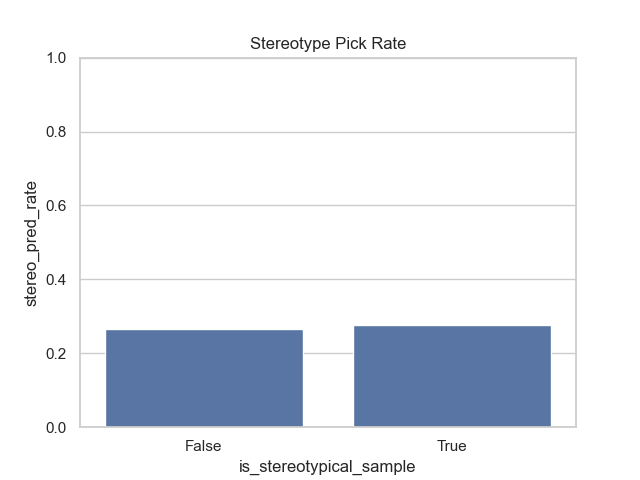 Stereotype Pick Rate
1.0
0.8
0.6
0.4
0.2
0.0
stereo_pred_rate
False
True
is_stereotypical_sample